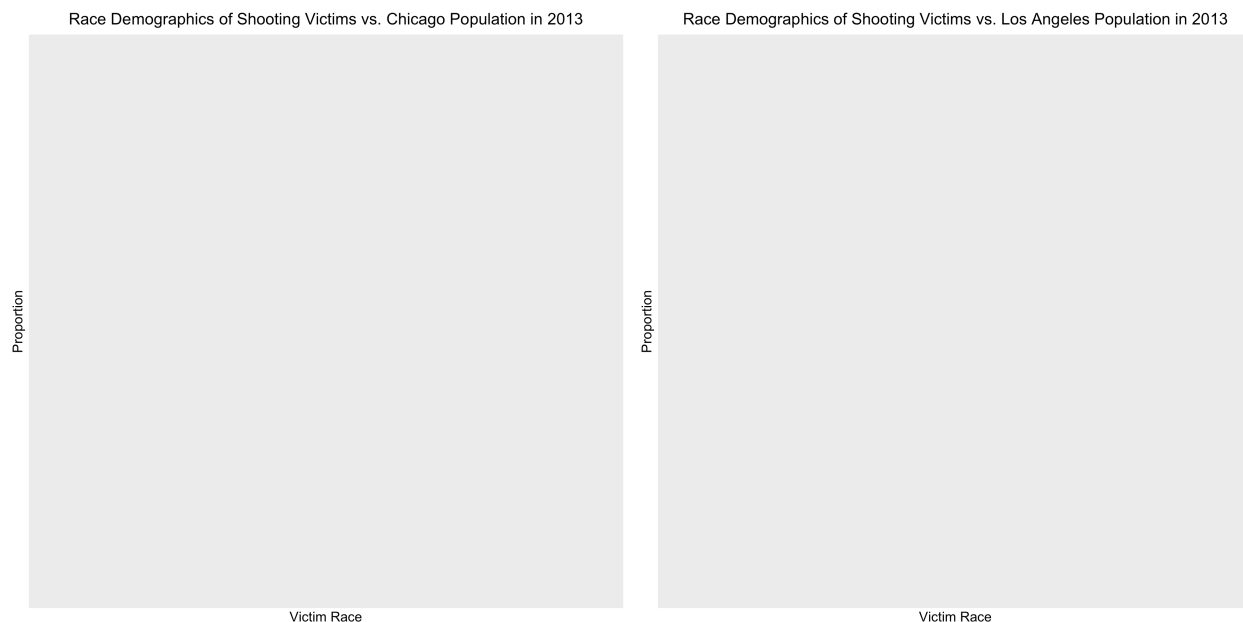 Race Demographics of Shooting Victims vs. Chicago Population in 2013
Proportion
Victim Race
Race Demographics of Shooting Victims vs. Los Angeles Population in 2013
Proportion
Victim Race